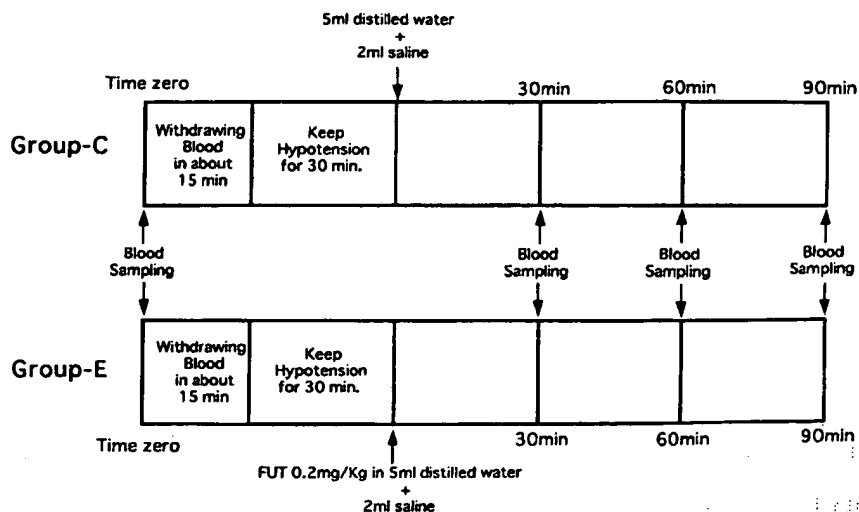 5ml distilled water
+
2ml saline
Time zero
30min
60min
90min
Group-C
Withdrawing
Blood
in about
15 min
Keep
Hypotension
for 30 min.
Blood
Sampling
Blood
Sampling
Blood
Sampling
Blood
Sampling
Group-E
Withdrawing
Blood
in about
15 min
Keep
Hypotension
for 30 min.
Time zero
30min
60min
90min
FUT 0.2mg/Kg in 5ml distilled water
+
2ml saline